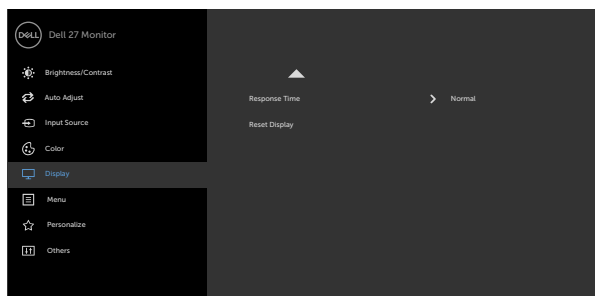 DELL Dell 27 Monitor
Brightness/Contrast
Auto Adjust
Response Time Normal
Input Source
Reset Display
Color
Display
Menu
Personalize
Others